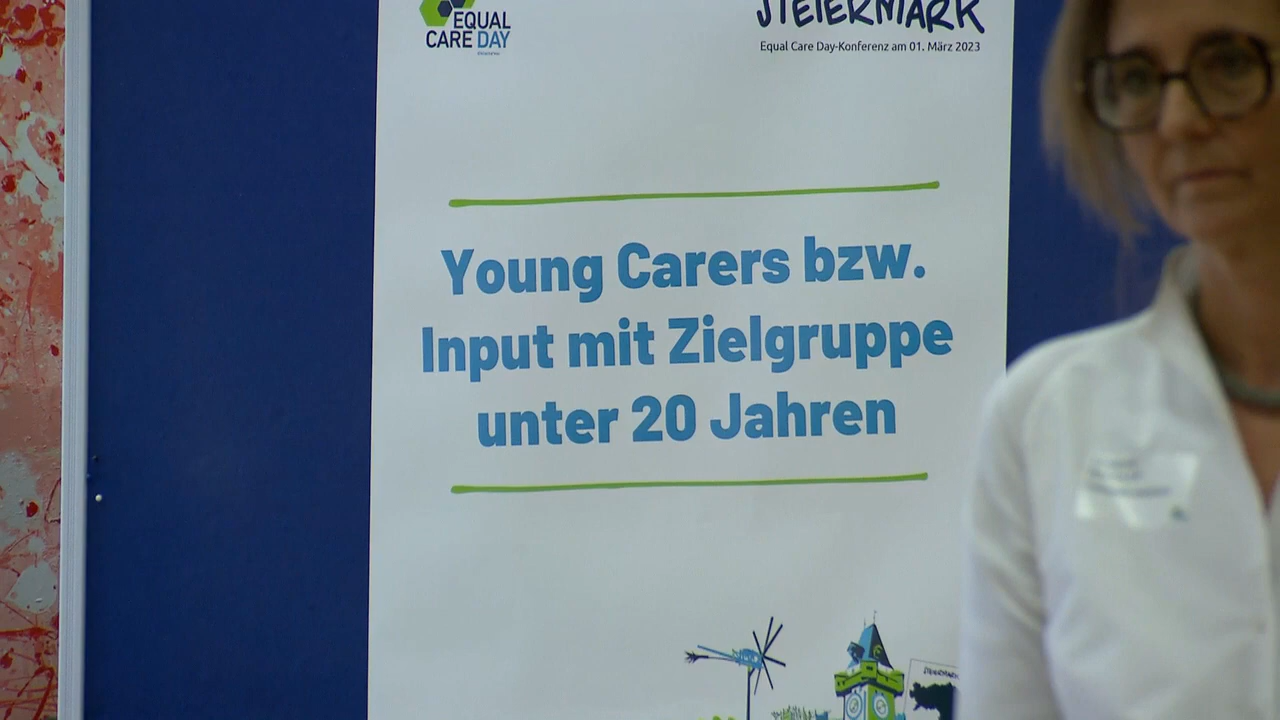 EQUAL
CARE DAY
STEIERMARK
Equal Care Day-Konferenz am 01. März 2023
Young Carers bzw.
Input mit Zielgruppe
unter 20 Jahren
STEIERMARK